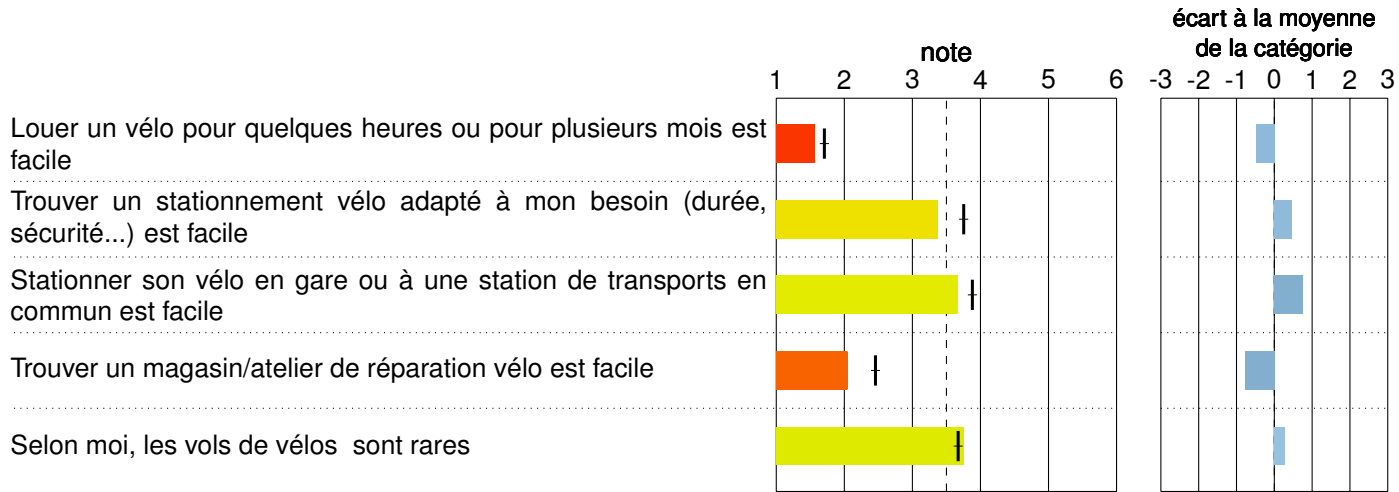 écart à la moyenne
de la catégorie
note
1 2 3 4 5 6
-3 -2 -1 0 1 2 3
Louer un vélo pour quelques heures ou pour plusieurs mois est
facile
Trouver un stationnement vélo adapté à mon besoin (durée,
sécurité...) est facile
Stationner son vélo en gare ou à une station de transports en
commun est facile
Trouver un magasin/atelier de réparation vélo est facile
Selon moi, les vols de vélos sont rares